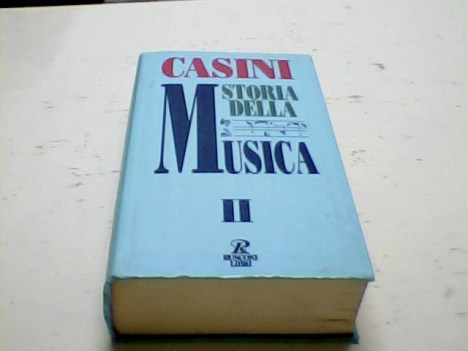 CASINI
STORIA
DELLA
MUSICA
II
RUSCONI
LIBRI